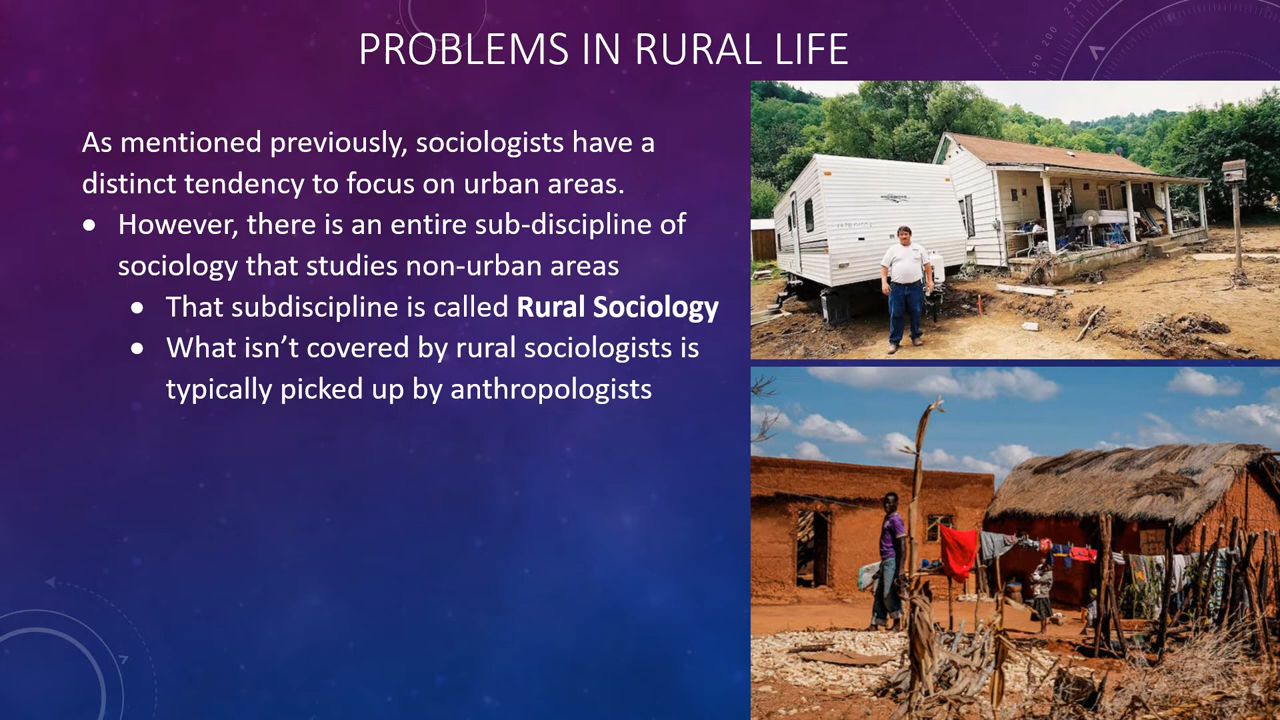 PROBLEMS IN RURAL LIFE
As mentioned previously, sociologists have a
distinct tendency to focus on urban areas.
• However, there is an entire sub-discipline of
sociology that studies non-urban areas
• That subdiscipline is called Rural Sociology
• What isn’t covered by rural sociologists is
typically picked up by anthropologists
190 200